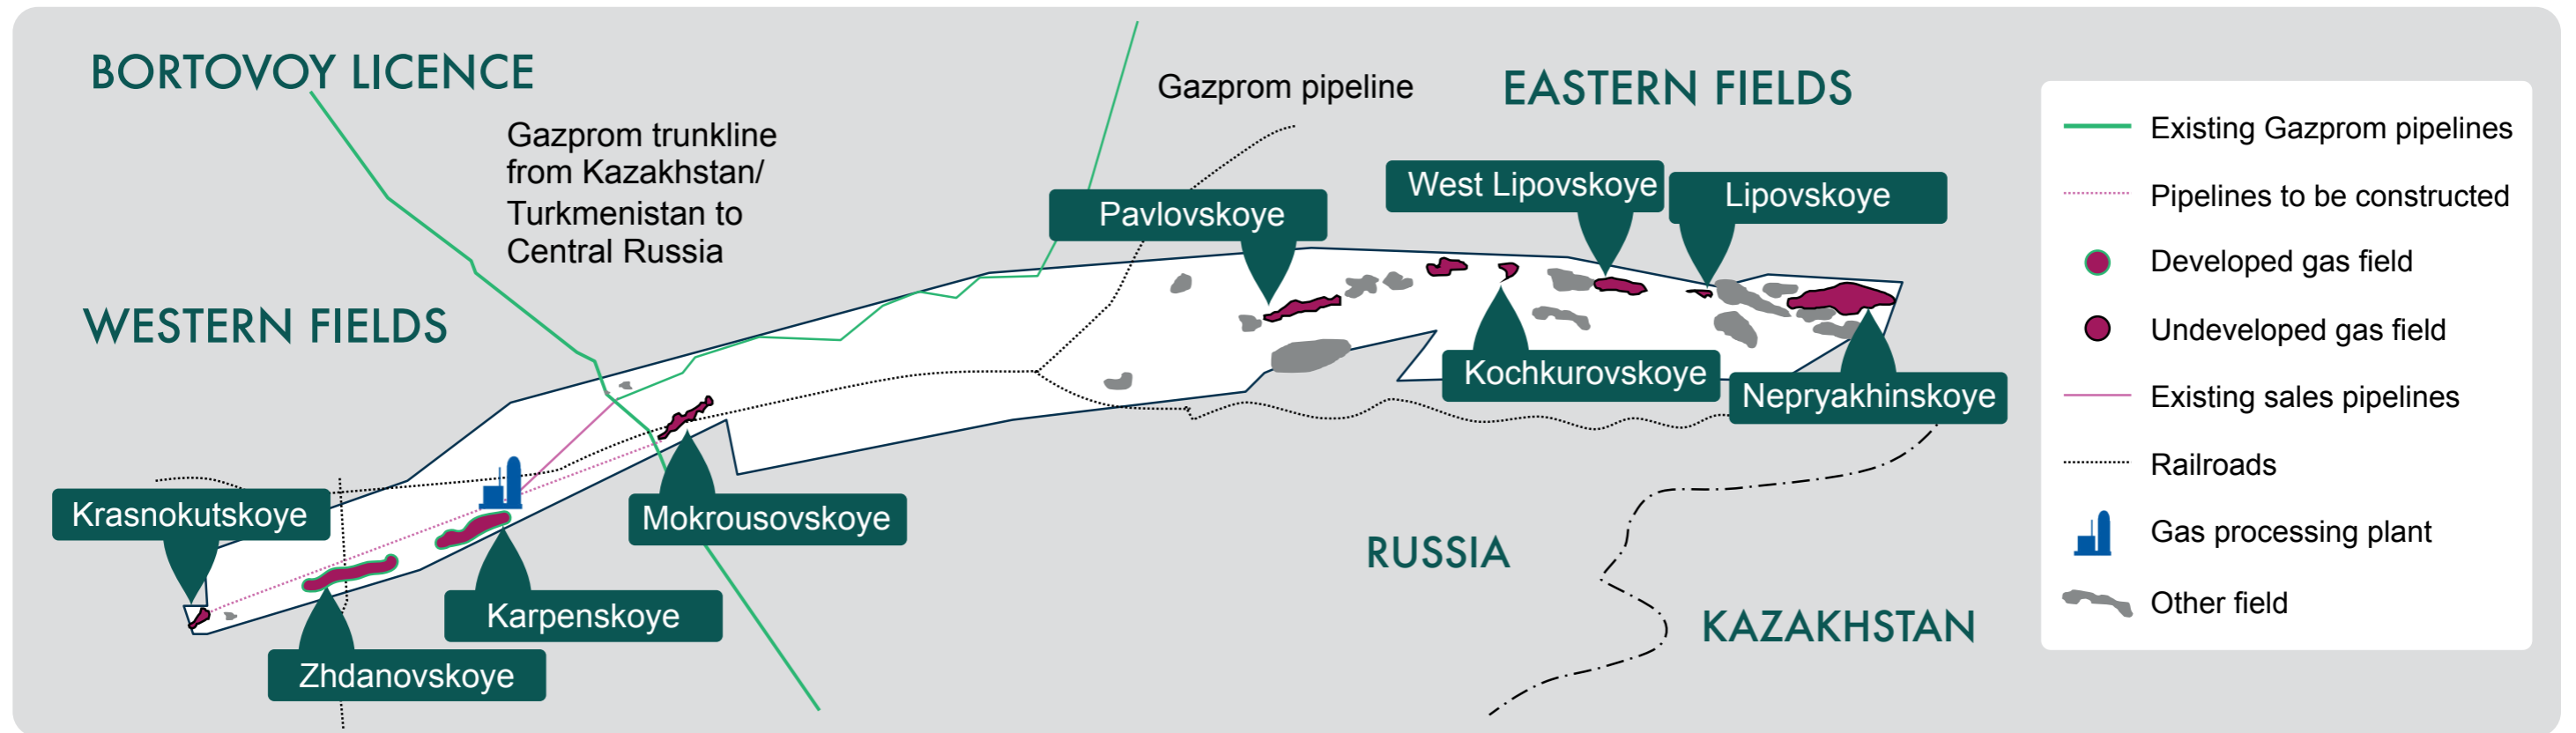 BORTOVOY LICENCE
Gazprom trunkline
from Kazakhstan/
Turkmenistan to
Central Russia
Gazprom pipeline
EASTERN FIELDS
WESTERN FIELDS
Pavlovskoye
West Lipovskoye
Lipovskoye
Kochkurovskoye
Nepryakhinskoye
Krasnokutskoye
Mokrousovskoye
Karpenskoye
Zhdanovskoye
RUSSIA
KAZAKHSTAN
Existing Gazprom pipelines
Pipelines to be constructed
Developed gas field
Undeveloped gas field
Existing sales pipelines
Railroads
Gas processing plant
Other field